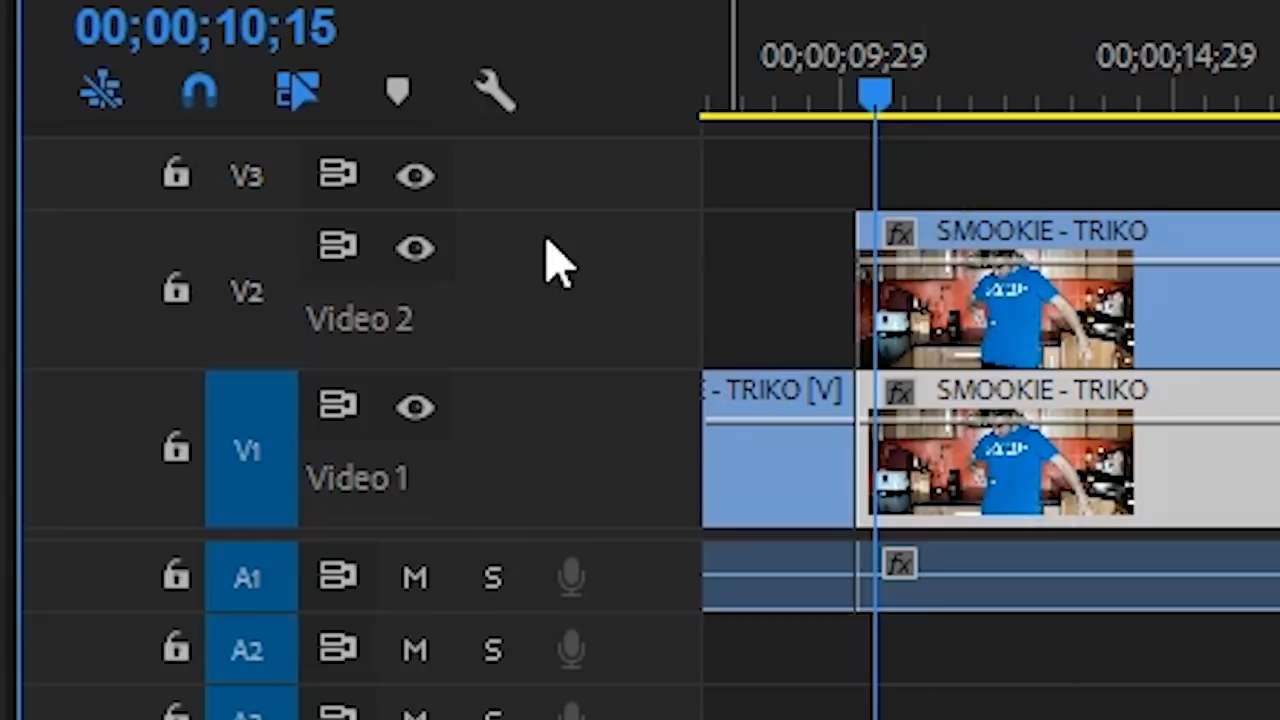 00;00;10;15
00;00;09;29
00;00;14;29
V3
SMOOKIE - TRIKO
V2
Video 2
- TRIKO [V]
fx SMOOKIE - TRIKO
V1
Video 1
A1 M S
fx
A2 M S